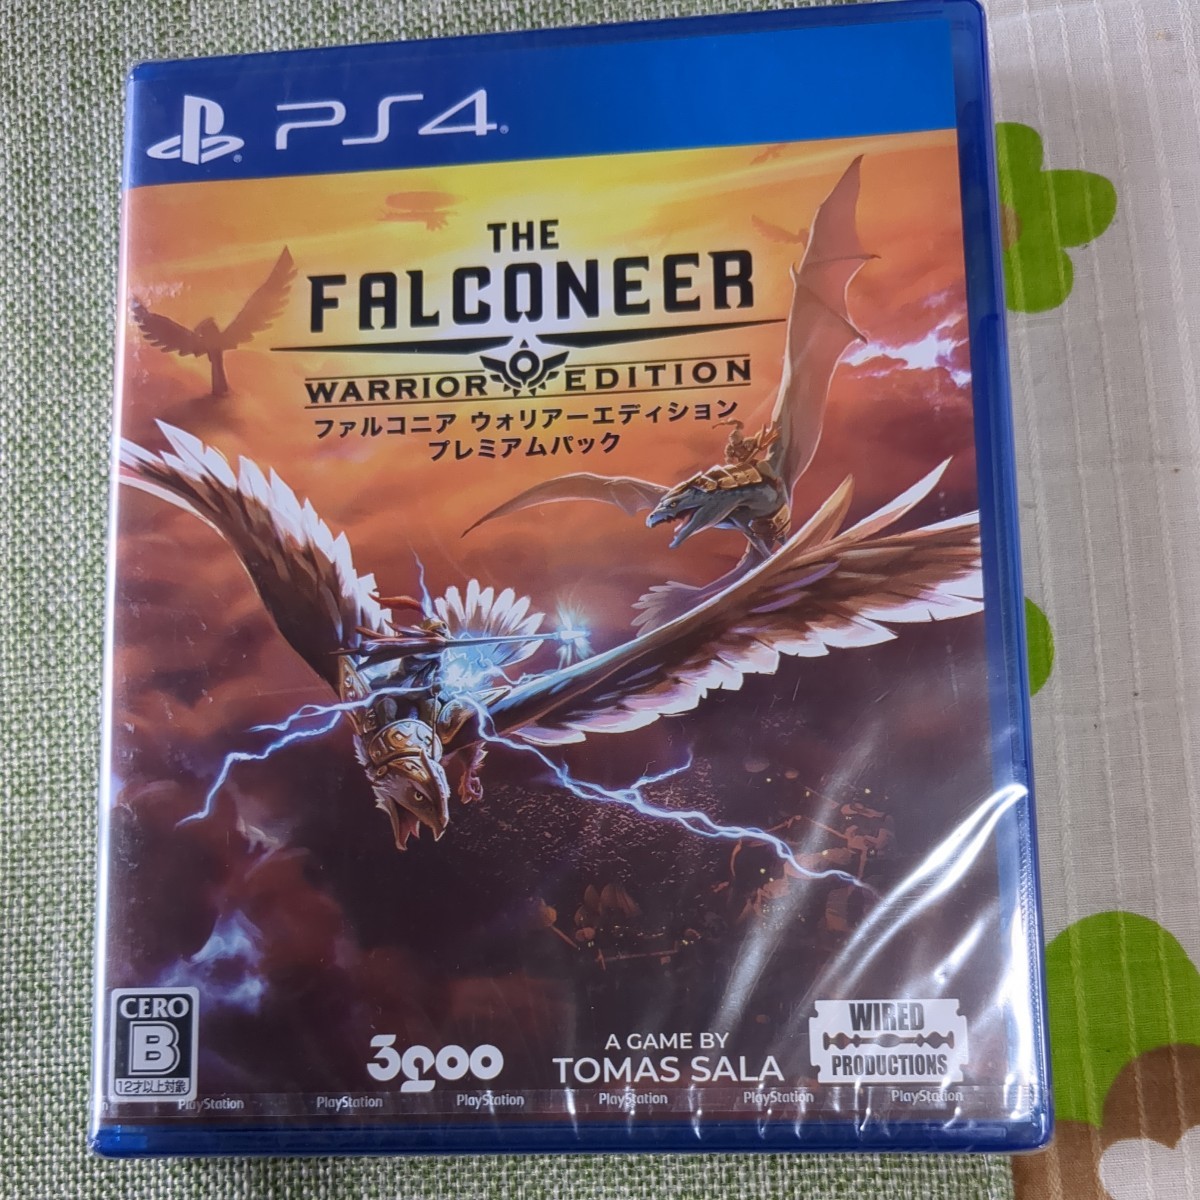 PS4
THE
FALCONEER
WARRIOR EDITION
ファルコニア ウォリアーエディション
プレミアムパック
CERO
B
12才以上対象
3goo
A GAME BY
TOMAS SALA
WIRED
PRODUCTIONS
PlayStation PlayStation PlayStation PlayStation PlayStation PlayStation